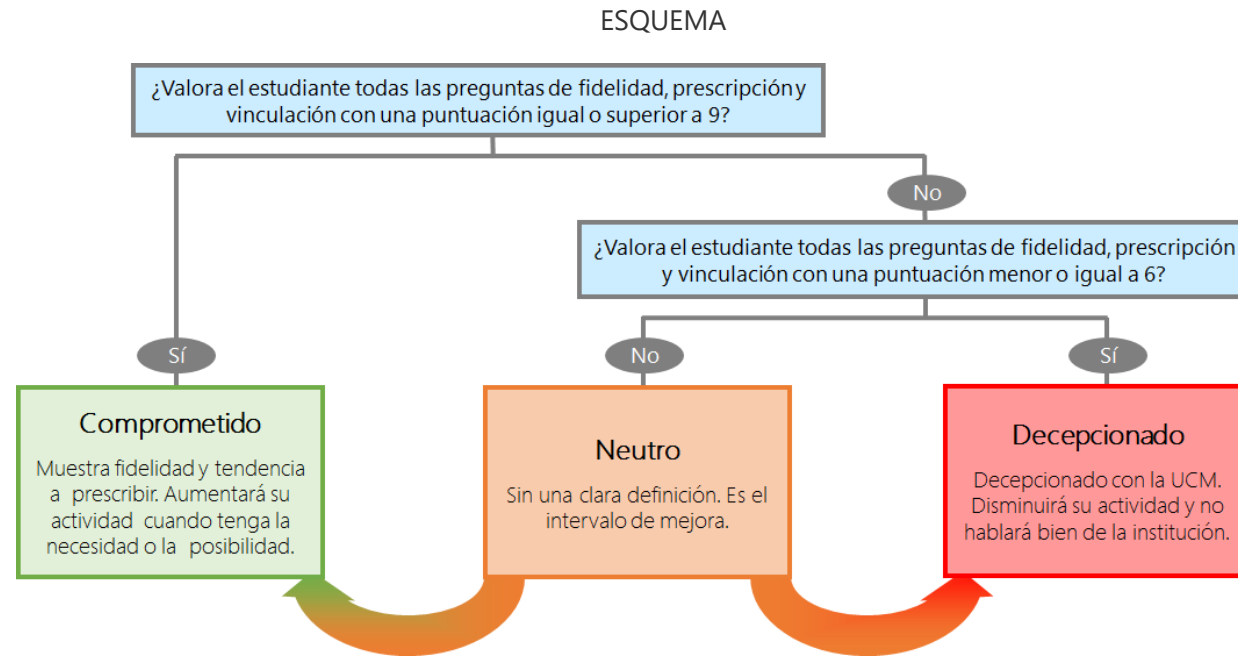 ESQUEMA
¿Valora el estudiante todas las preguntas de fidelidad, prescripción y
vinculación con una puntuación igual o superior a 9?
No
¿Valora el estudiante todas las preguntas de fidelidad, prescripción
y vinculación con una puntuación menor o igual a 6?
Sí
No
Sí
Comprometido
Muestra fidelidad y tendencia
a prescribir. Aumentará su
actividad cuando tenga la
necesidad o la posibilidad.
Neutro
Sin una clara definición. Es el
intervalo de mejora.
Decepcionado
Decepcionado con la UCM.
Disminuirá su actividad y no
hablará bien de la institución.